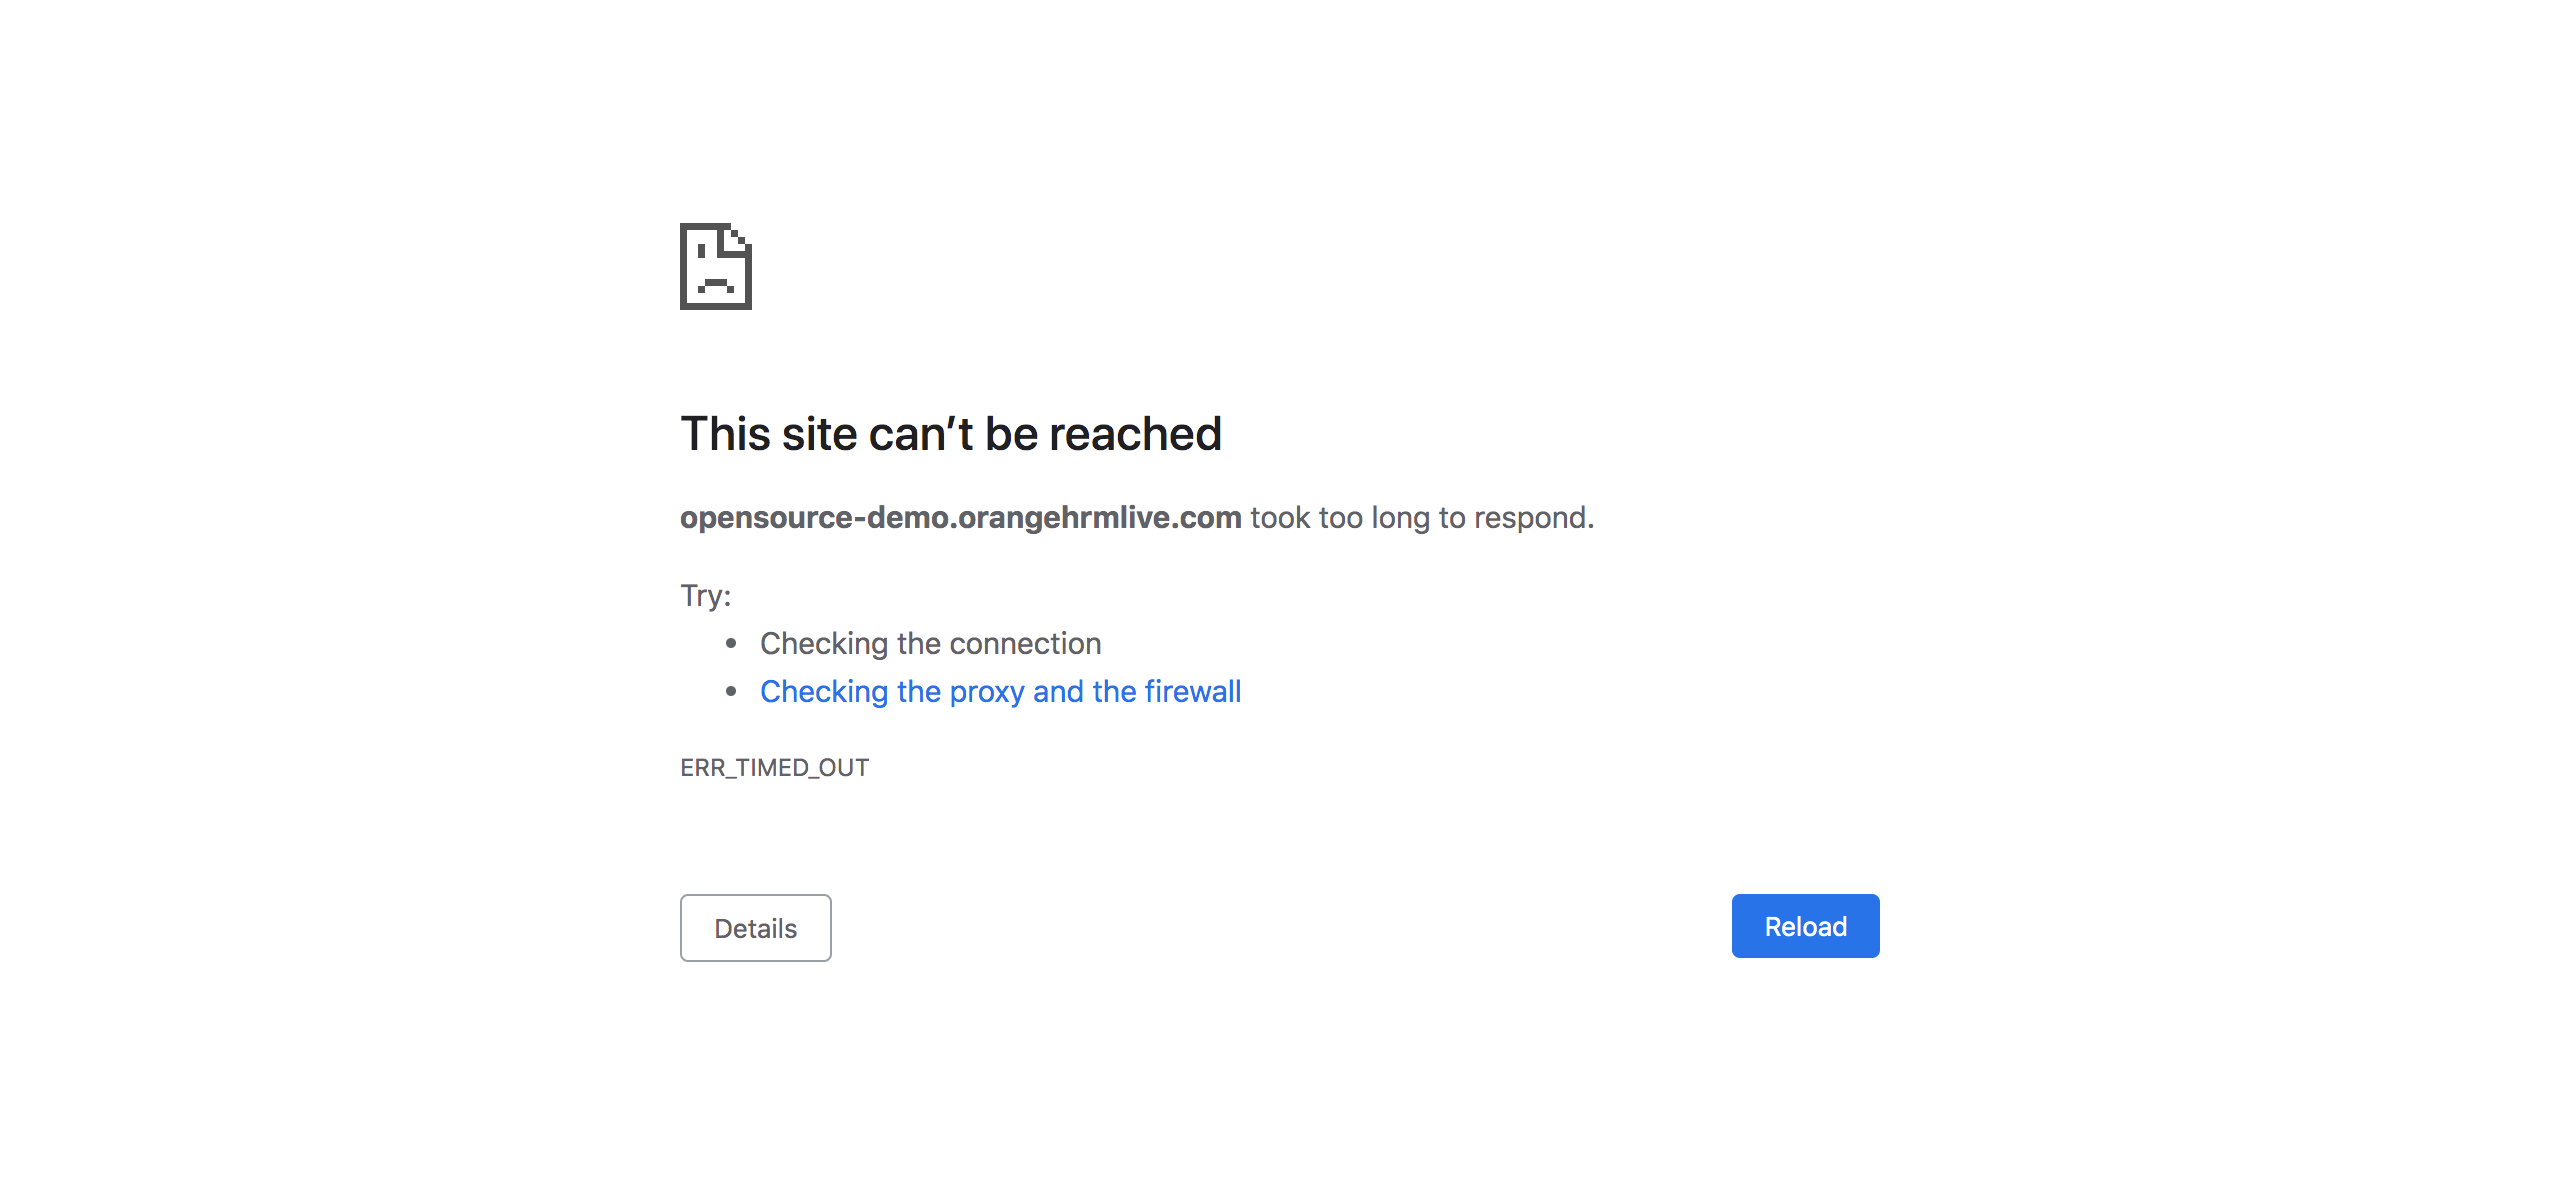 This site can’t be reached
opensource-demo.orangehrmlive.com took too long to respond.
Try:
Checking the connection
Checking the proxy and the firewall
ERR_TIMED_OUT
Details
Reload